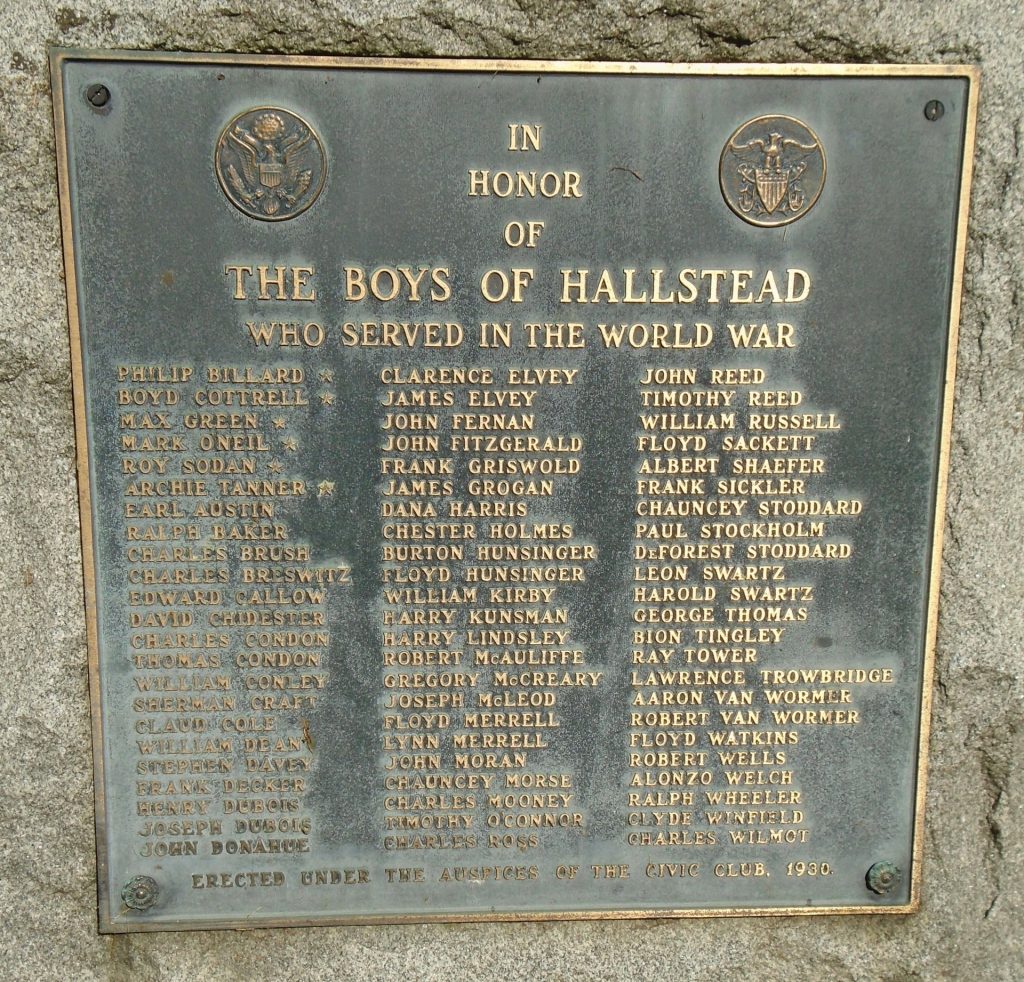 IN
HONOR
OF
THE BOYS OF HALLSTEAD
WHO SERVED IN THE WORLD WAR
PHILIP BILLARD ☆
BOYD COTTRELL ☆
MAX GREEN ☆
MARK O'NEIL ☆
ROY SODAN ☆
ARCHIE TANNER ☆
EARL AUSTIN
RALPH BAKER
CHARLES BRUSH
CHARLES BRESWITZ
EDWARD CALLOW
DAVID CHIDESTER
CHARLES CONDON
THOMAS CONDON
WILLIAM CONLEY
SHERMAN CRAFT
CLAUD COLE
WILLIAM DEAN
STEPHEN DAVEY
FRANK DECKER
HENRY DUBOIS
JOSEPH DUBOIS
JOHN DONAHUE
CLARENCE ELVEY
JAMES ELVEY
JOHN FERNAN
JOHN FITZGERALD
FRANK GRISWOLD
JAMES GROGAN
DANA HARRIS
CHESTER HOLMES
BURTON HUNSINGER
FLOYD HUNSINGER
WILLIAM KIRBY
HARRY KUNSMAN
HARRY LINDSLEY
ROBERT McAULIFFE
GREGORY McCREARY
JOSEPH McLEOD
FLOYD MERRELL
LYNN MERRELL
JOHN MORAN
CHAUNCEY MORSE
CHARLES MOONEY
TIMOTHY O'CONNOR
CHARLES ROSS
JOHN REED
TIMOTHY REED
WILLIAM RUSSELL
FLOYD SACKETT
ALBERT SHAEFER
FRANK SICKLER
CHAUNCEY STODDARD
PAUL STOCKHOLM
DeFOREST STODDARD
LEON SWARTZ
HAROLD SWARTZ
GEORGE THOMAS
BION TINGLEY
RAY TOWER
LAWRENCE TROWBRIDGE
AARON VAN WORMER
ROBERT VAN WORMER
FLOYD WATKINS
ROBERT WELLS
ALONZO WELCH
RALPH WHEELER
CLYDE WINFIELD
CHARLES WILMOT
ERECTED UNDER THE AUSPICES OF THE CIVIC CLUB, 1930.